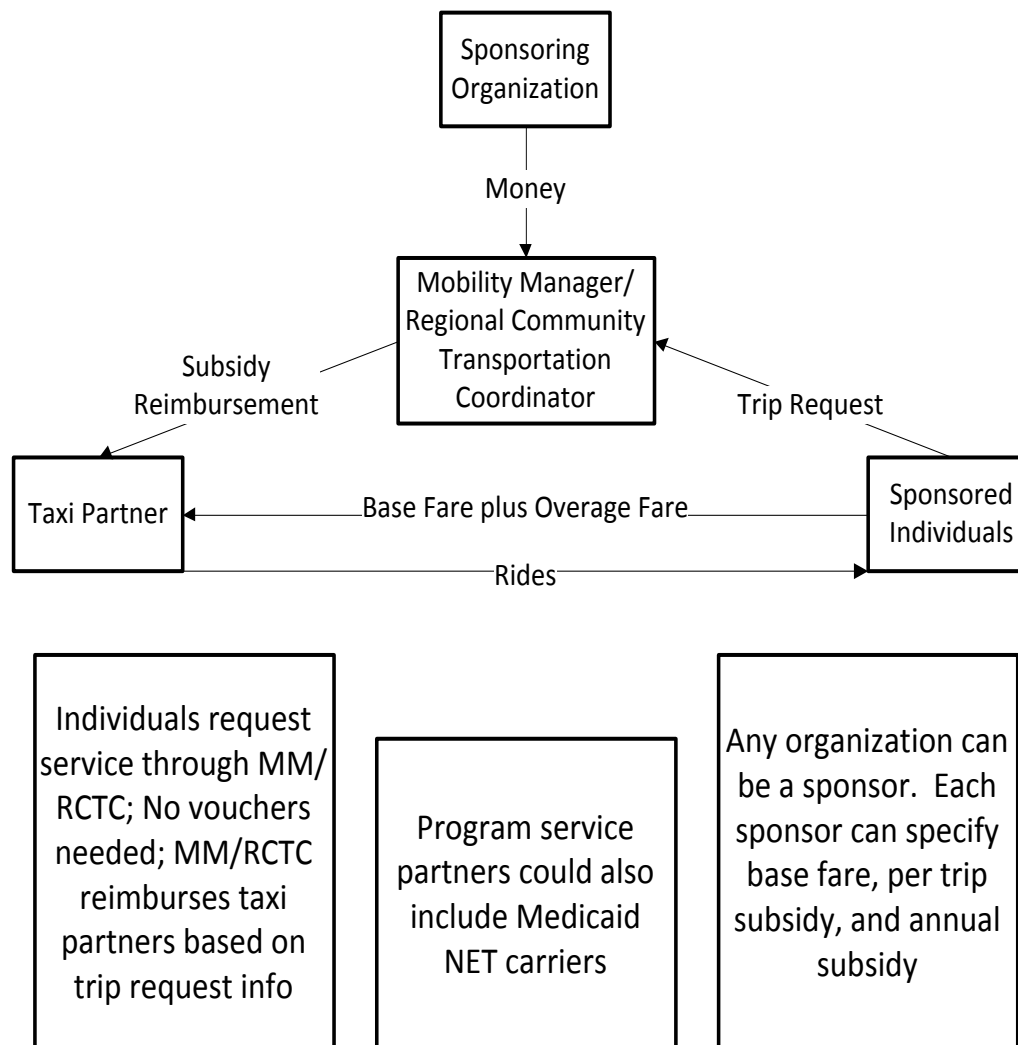 Sponsoring
Organization
Money
Mobility Manager/
Regional Community
Transportation
Coordinator
Subsidy
Reimbursement
Trip Request
Taxi Partner
Base Fare plus Overage Fare
Sponsored
Individuals
Rides
Individuals request
service through MM/
RCTC; No vouchers
needed; MM/RCTC
reimburses taxi
partners based on
trip request info
Program service
partners could also
include Medicaid
NET carriers
Any organization can
be a sponsor.  Each
sponsor can specify
base fare, per trip
subsidy, and annual
subsidy